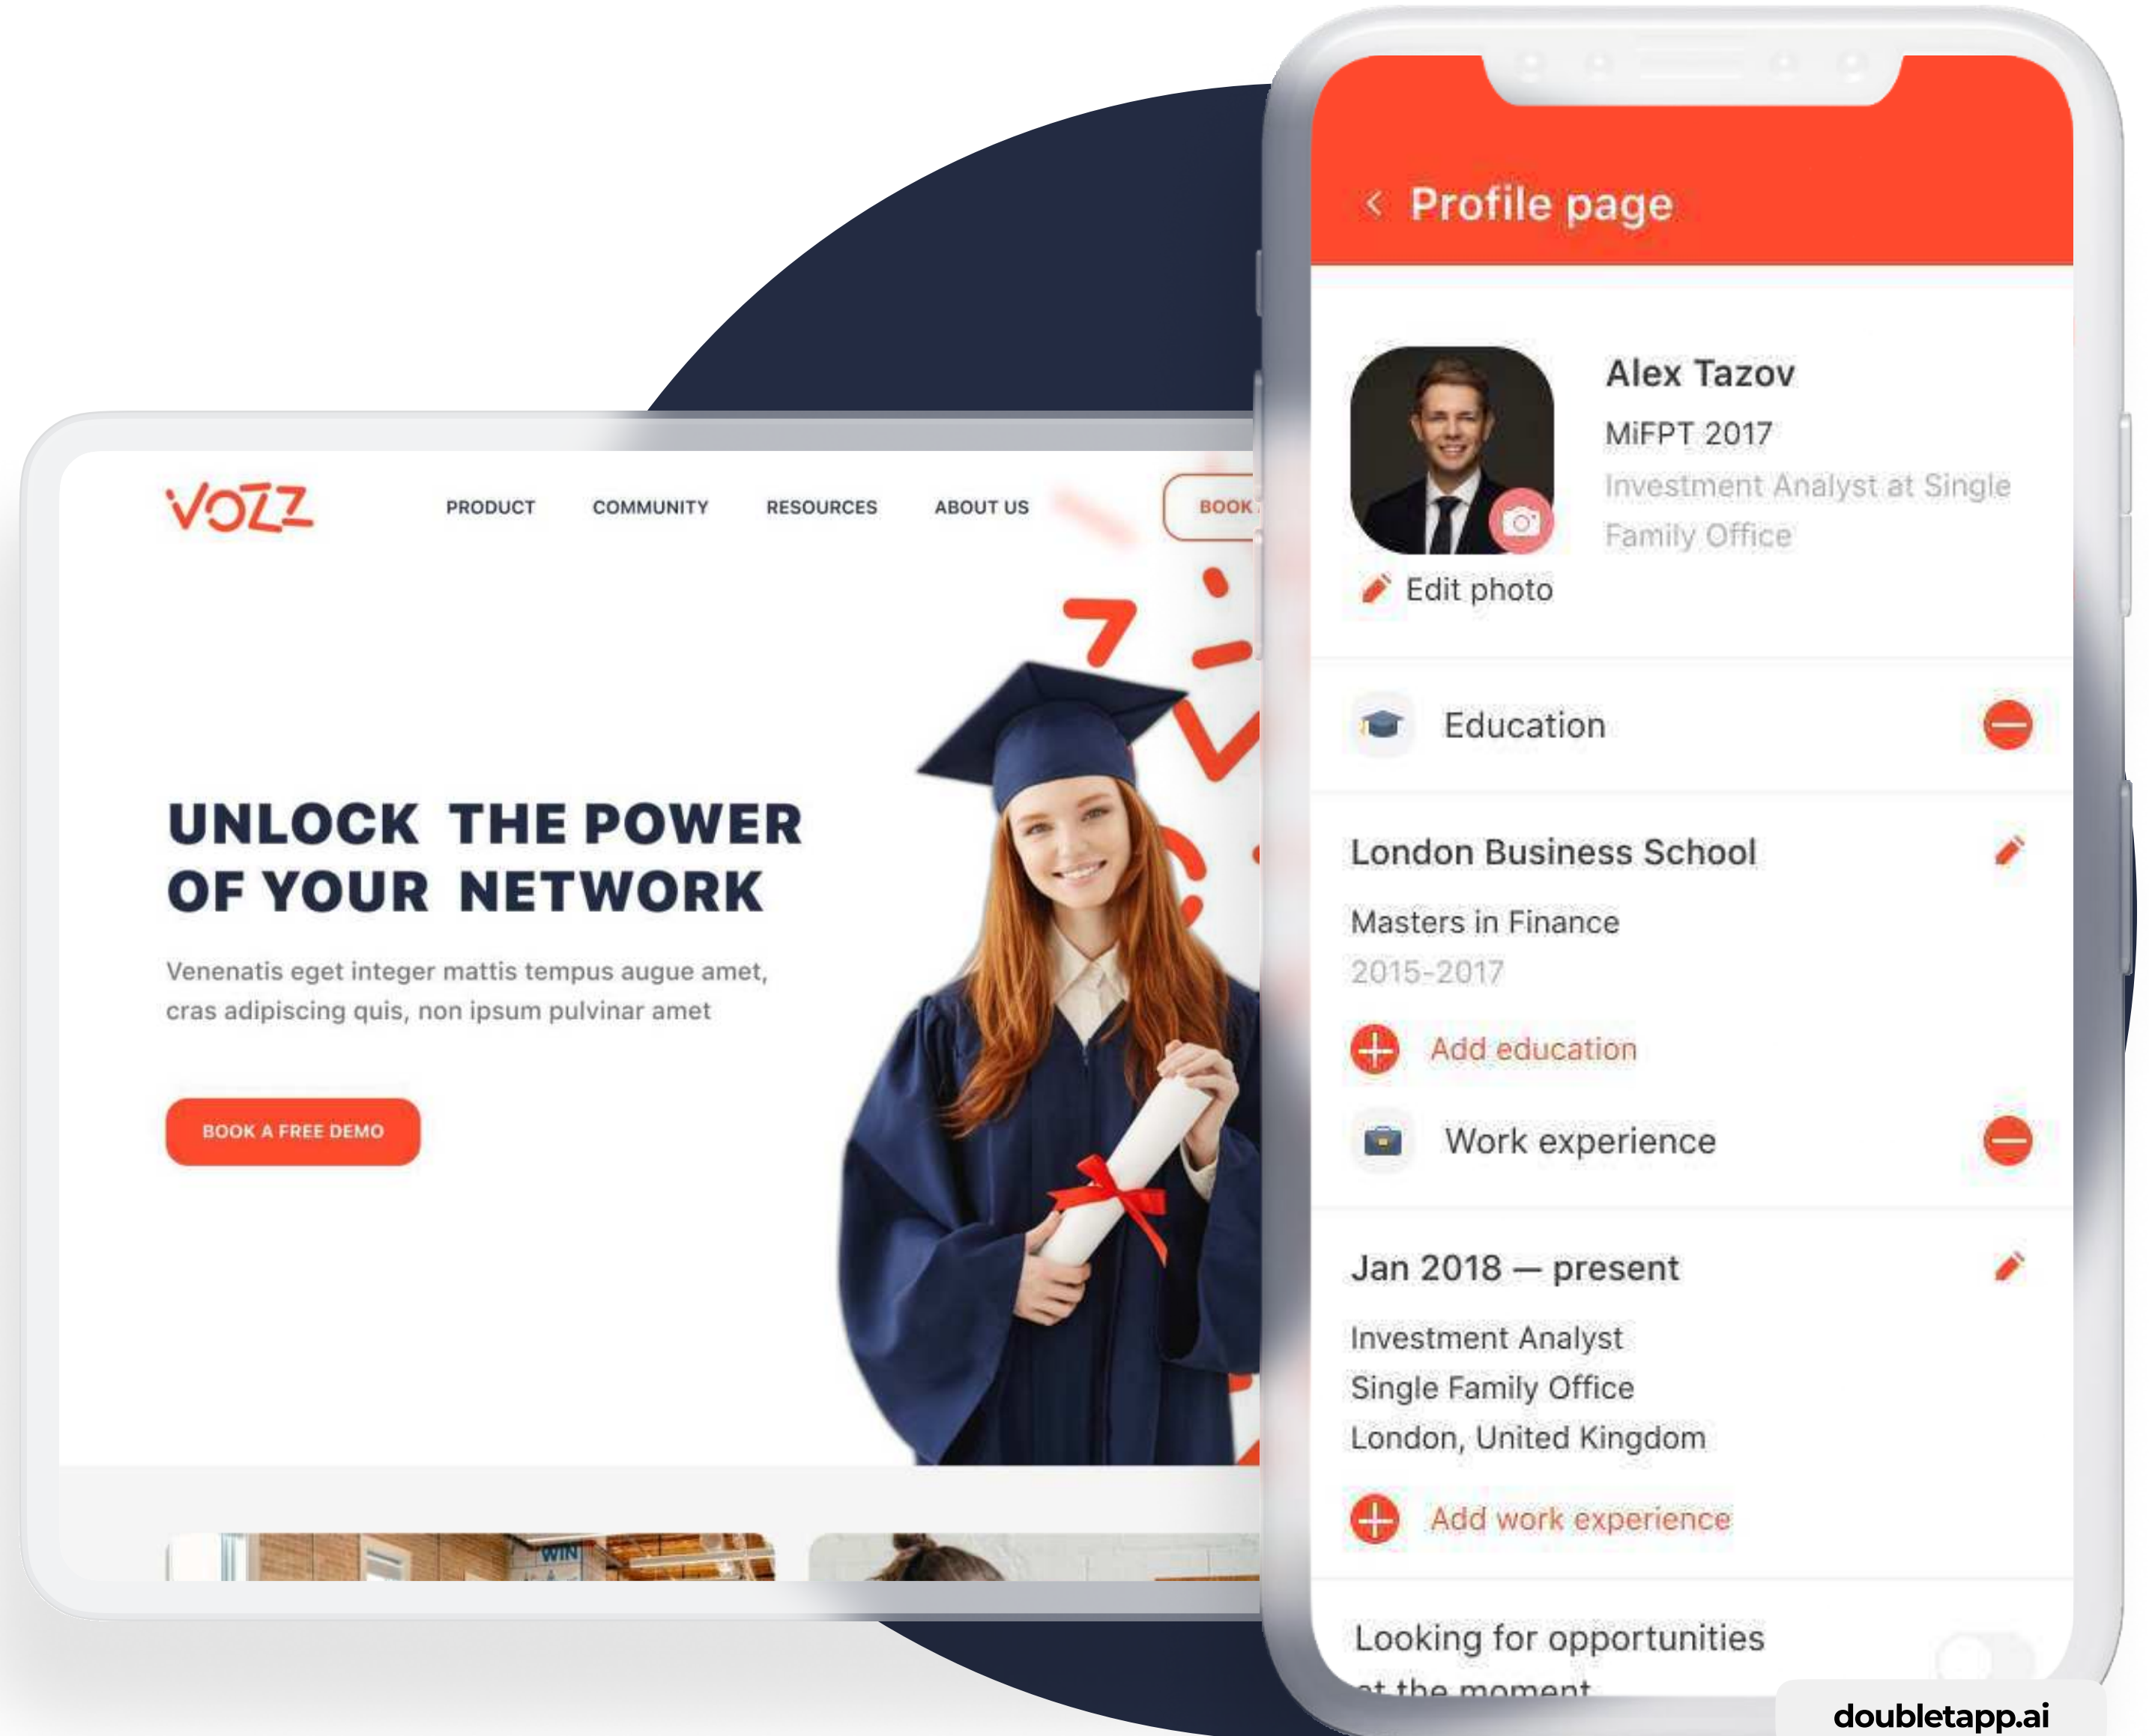 VOZZ
PRODUCT
COMMUNITY
RESOURCES
ABOUT US
BOOK
UNLOCK THE POWER
OF YOUR NETWORK
Venenatis eget integer mattis tempus augue amet,
cras adipiscing quis, non ipsum pulvinar amet
BOOK A FREE DEMO
WIN
Profile page
Alex Tazov
MiFPT 2017
Investment Analyst at Single
Family Office
Edit photo
Education
London Business School
Masters in Finance
2015-2017
Add education
Work experience
Jan 2018 — present
Investment Analyst
Single Family Office
London, United Kingdom
Add work experience
Looking for opportunities
at the moment
doubletapp.ai